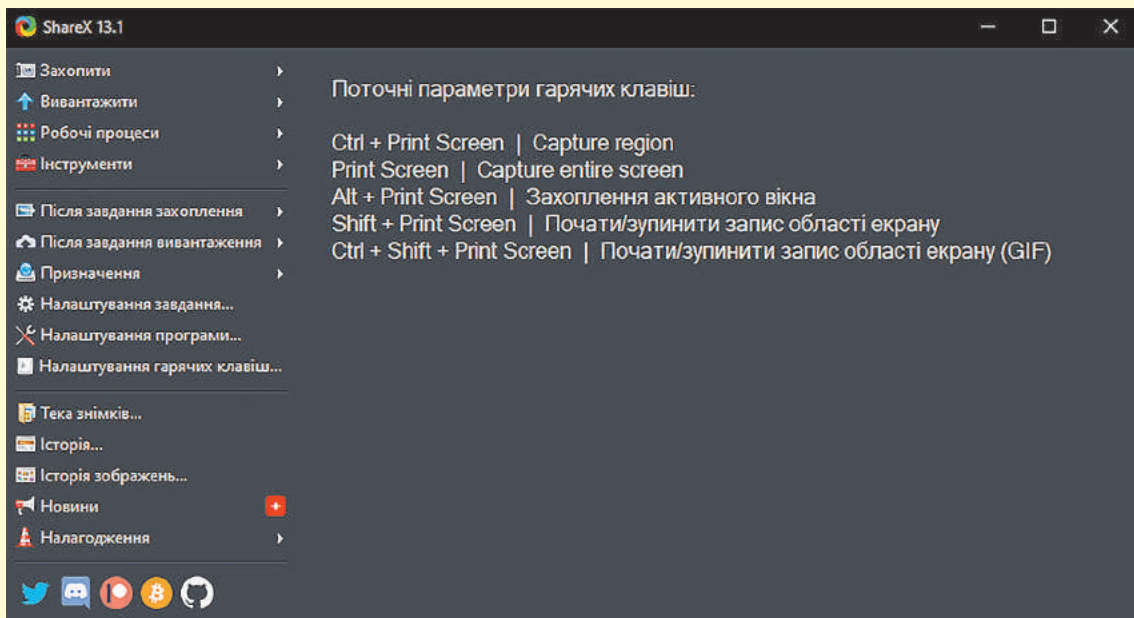 ShareX 13.1
Захопити
Вивантажити
Робочі процеси
Інструменти
Після завдання захоплення
Після завдання вивантаження
Призначення
Налаштування завдання...
Налаштування програми...
Налаштування гарячих клавіш...
Тека знімків...
Історія...
Історія зображень...
Новини
Налагодження
Поточні параметри гарячих клавіш:
Ctrl + Print Screen | Capture region
Print Screen | Capture entire screen
Alt + Print Screen | Захоплення активного вікна
Shift + Print Screen | Почати/зупинити запис області екрану
Ctrl + Shift + Print Screen | Почати/зупинити запис області екрану (GIF)